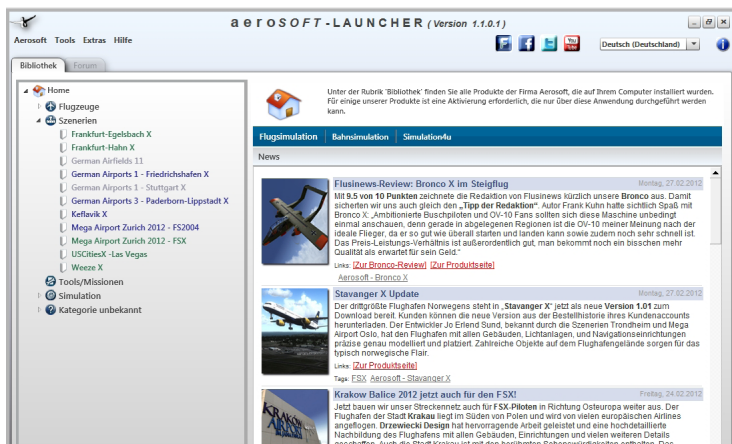 aeroSOFT-LAUNCHER (Version 1.1.0.1)
Aerosoft Tools Extras Hilfe
Deutsch (Deutschland)
Bibliothek Forum
Home
Flugzeuge
Szenerien
Frankfurt-Egelsbach X
Frankfurt-Hahn X
German Airfields 11
German Airports 1 - Friedrichshafen X
German Airports 1 - Stuttgart X
German Airports 3 - Paderborn-Lippstadt X
Keflavik X
Mega Airport Zurich 2012 - FS2004
Mega Airport Zurich 2012 - FSX
USCitiesX -Las Vegas
Weeze X
Tools/Missionen
Simulation
Kategorie unbekannt
Unter der Rubrik 'Bibliothek' finden Sie alle Produkte der Firma Aerosoft, die auf Ihrem Computer installiert wurden.
Für einige unserer Produkte ist eine Aktivierung erforderlich, die nur über diese Anwendung durchgeführt werden
kann.
Flugsimulation Bahnsimulation Simulation4u
News
Flusinews-Review: Bronco X im Steigflug Montag, 27.02.2012
Mit 9.5 von 10 Punkten zeichnete die Redaktion von Flusinews kürzlich unsere Bronco aus. Damit
sicherten wir uns auch gleich den „Tipp der Redaktion“. Autor Frank Kuhn hatte sichtlich Spaß mit
Bronco X: „Ambitionierte Buschpiloten und OV-10 Fans sollten sich diese Maschine unbedingt
einmal anschauen, denn gerade in abgelegenen Regionen ist die OV-10 meiner Meinung nach der
ideale Flieger, da er so gut wie überall starten und landen kann sowie zudem noch sehr schnell ist.
Das Preis-Leistungs-Verhältnis ist außerordentlich gut, man bekommt noch ein bisschen mehr
Qualität als erwartet für sein Geld.“
Links: [Zur Bronco-Review] [Zur Produktseite]
Aerosoft - Bronco X
Stavanger X Update Montag, 27.02.2012
Der drittgrößte Flughafen Norwegens steht in „Stavanger X“ jetzt als neue Version 1.01 zum
Download bereit. Kunden können die neue Version aus der Bestellhistorie ihres Kundenaccounts
herunterladen. Der Entwickler Jo Erlend Sund, bekannt durch die Szenerien Trondheim und Mega
Airport Oslo, hat den Flughafen mit allen Gebäuden, Lichtanlagen, und Navigationseinrichtungen
präzise genau modelliert und platziert. Zahlreiche Objekte auf dem Flughafengelände sorgen für das
typisch norwegische Flair.
Links: [Zur Produktseite]
Tags: FSX Aerosoft - Stavanger X
Krakow Balice 2012 jetzt auch für den FSX! Freitag, 24.02.2012
Jetzt bauen wir unser Streckennetz auch für FSX-Piloten in Richtung Osteuropa weiter aus. Der
Flughafen der Stadt Krakau liegt im Süden von Polen und wird von vielen europäischen Airlines
angeflogen. Drzewiecki Design hat hervorragende Arbeit geleistet und eine hochdetaillierte
Nachbildung des Flughafens mit allen Gebäuden, Einrichtungen und vielen weiteren Details